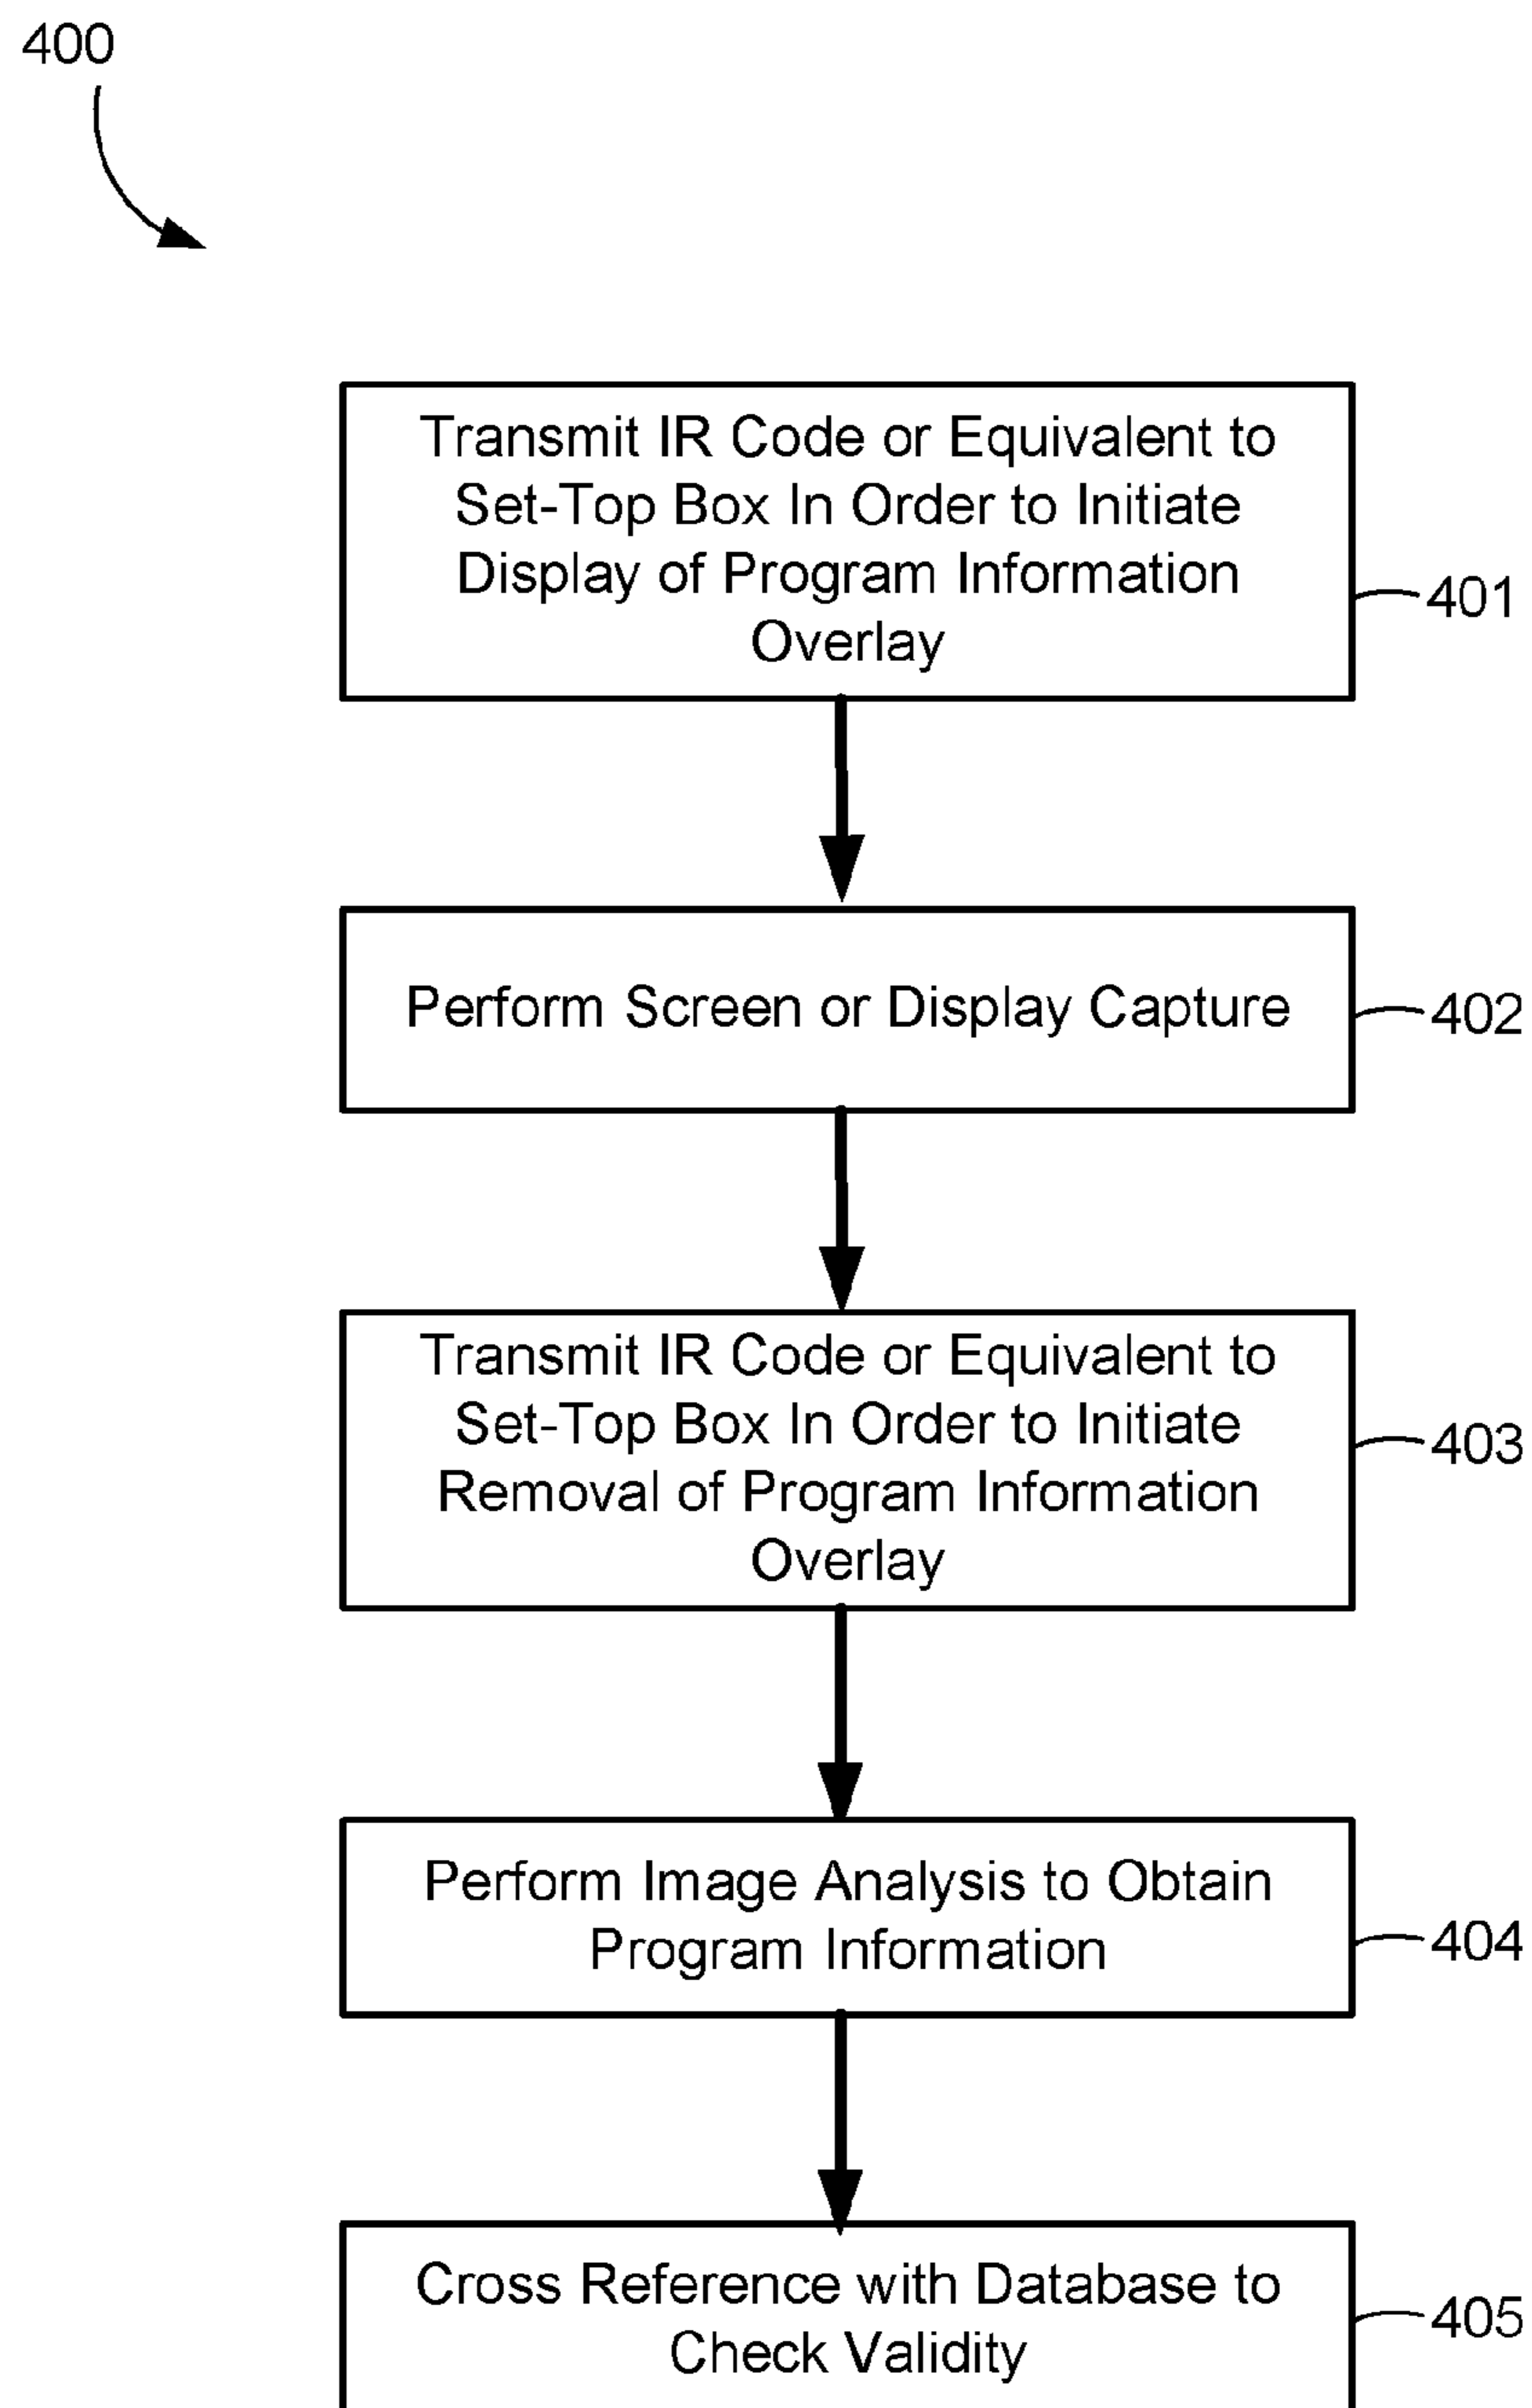 400
Transmit IR Code or Equivalent to
Set-Top Box In Order to Initiate
Display of Program Information
Overlay
401
Perform Screen or Display Capture
402
Transmit IR Code or Equivalent to
Set-Top Box In Order to Initiate
Removal of Program Information
Overlay
403
Perform Image Analysis to Obtain
Program Information
404
Cross Reference with Database to
Check Validity
405